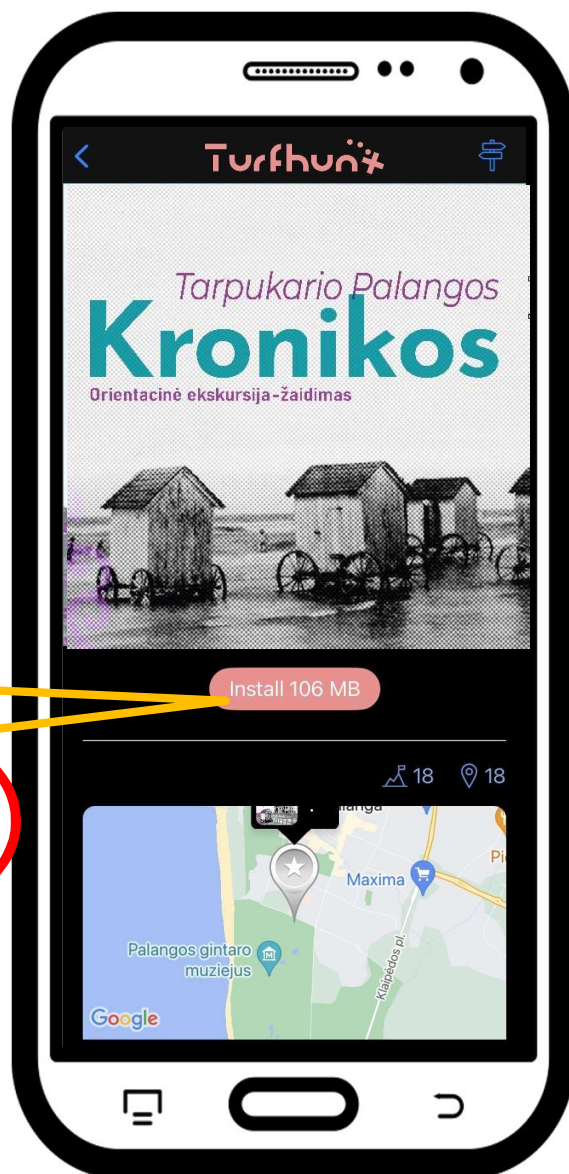 Turfhunt
Tarpukario Palangos
Kronikos
Orientacinė ekskursija-žaidimas
Install 106 MB
18 18
Maxima
Palangos gintaro
muziejus
Klaipėdos pl.
Google